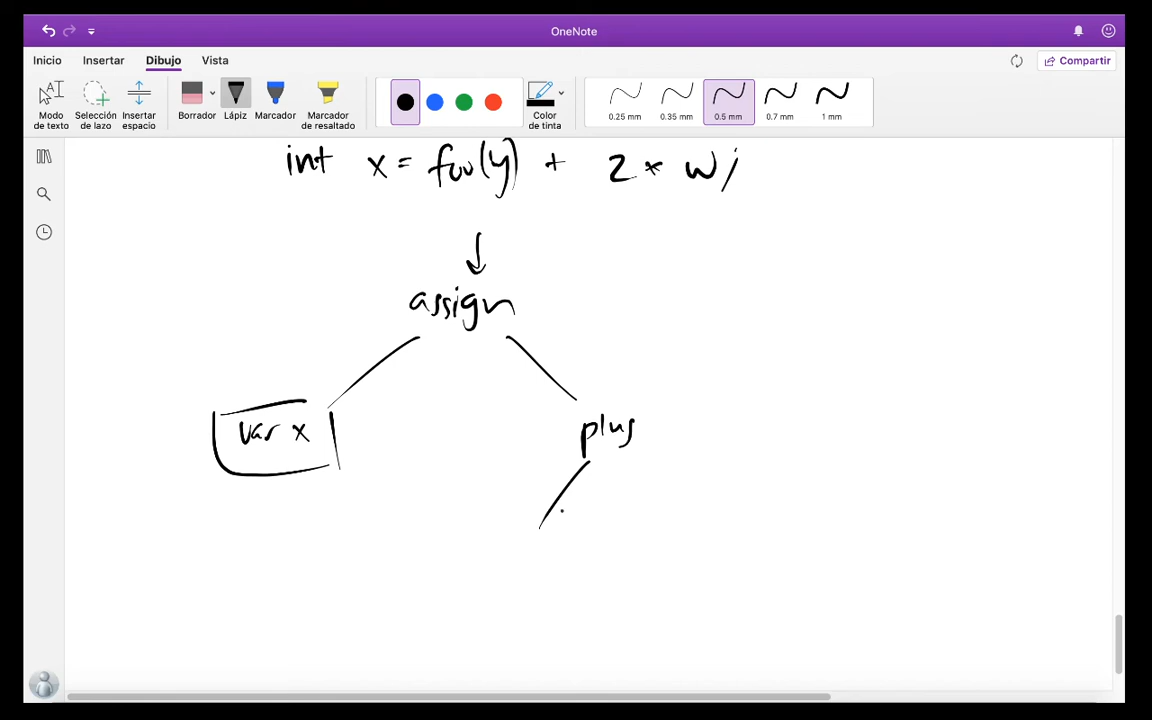 OneNote
Inicio Insertar Dibujo Vista Compartir
Modo de texto
Selección de lazo
Insertar espacio
Borrador
Lápiz
Marcador
Marcador de resaltado
Color de tinta
0.25 mm 0.35 mm 0.5 mm 0.7 mm 1 mm
int x = foo(y) + 2 * w;
assign
var x
plus